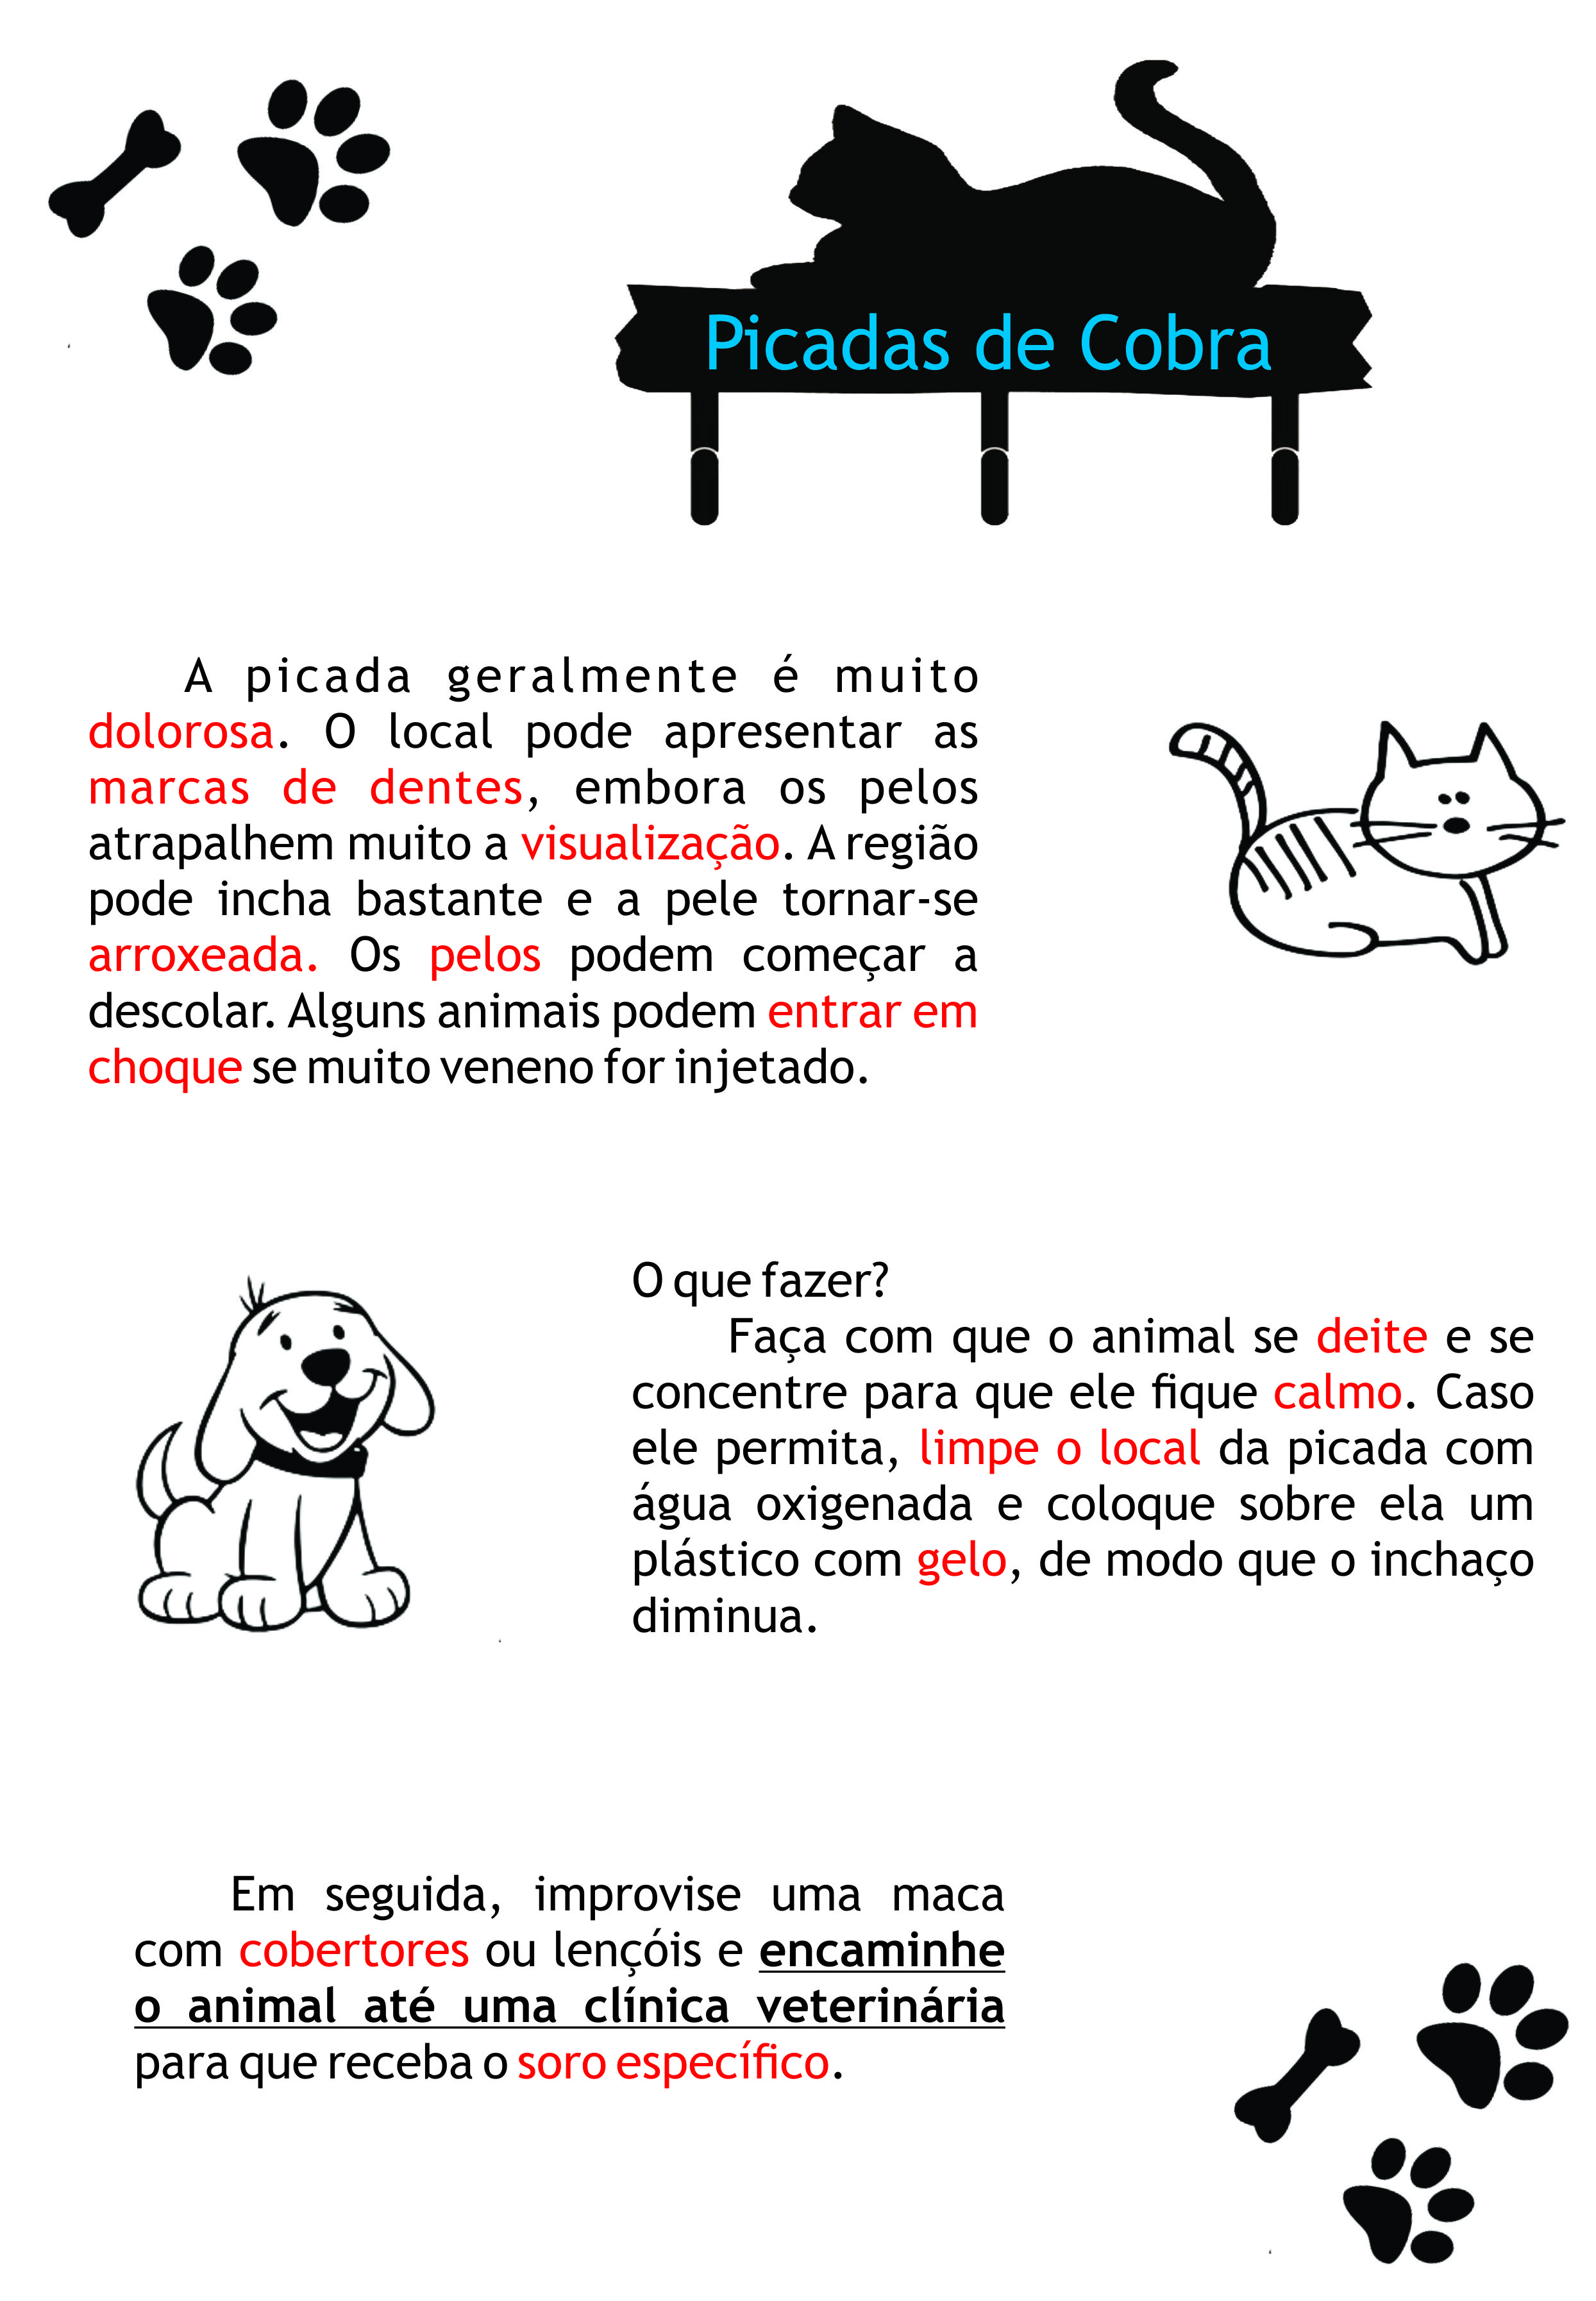 Picadas de Cobra
A picada geralmente é muito
dolorosa. O local pode apresentar as
marcas de dentes, embora os pelos
atrapalhem muito a visualização. A região
pode incha bastante e a pele tornar-se
arroxeada. Os pelos podem começar a
descolar. Alguns animais podem entrar em
choque se muito veneno for injetado.
O que fazer?
Faça com que o animal se deite e se
concentre para que ele fique calmo. Caso
ele permita, limpe o local da picada com
água oxigenada e coloque sobre ela um
plástico com gelo, de modo que o inchaço
diminua.
Em seguida, improvise uma maca
com cobertores ou lençóis e encaminhe
o animal até uma clínica veterinária
para que receba o soro específico.